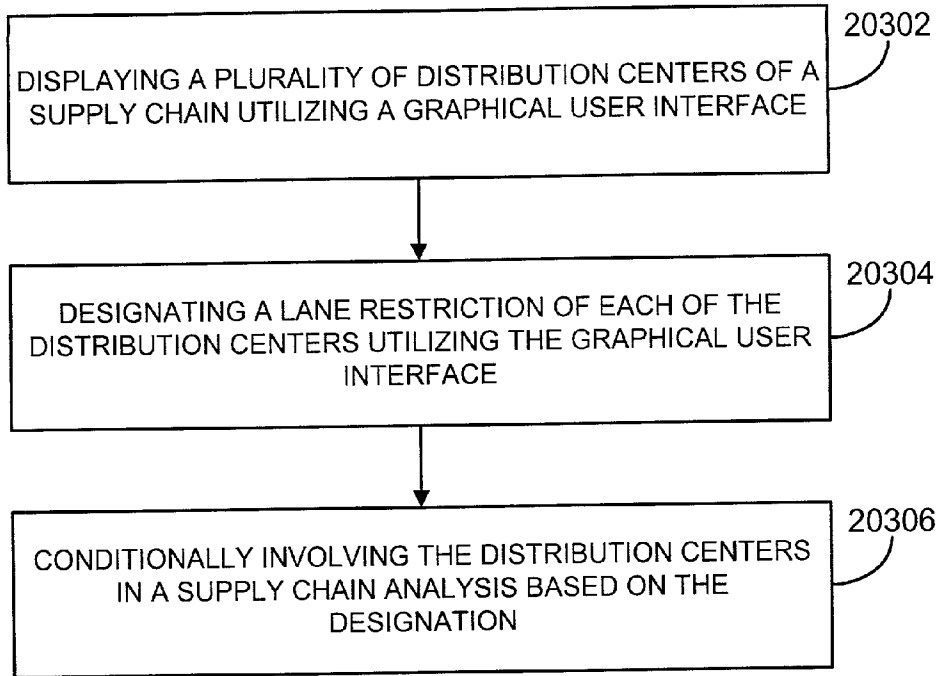 20302
DISPLAYING A PLURALITY OF DISTRIBUTION CENTERS OF A
SUPPLY CHAIN UTILIZING A GRAPHICAL USER INTERFACE
20304
DESIGNATING A LANE RESTRICTION OF EACH OF THE
DISTRIBUTION CENTERS UTILIZING THE GRAPHICAL USER
INTERFACE
20306
CONDITIONALLY INVOLVING THE DISTRIBUTION CENTERS
IN A SUPPLY CHAIN ANALYSIS BASED ON THE
DESIGNATION